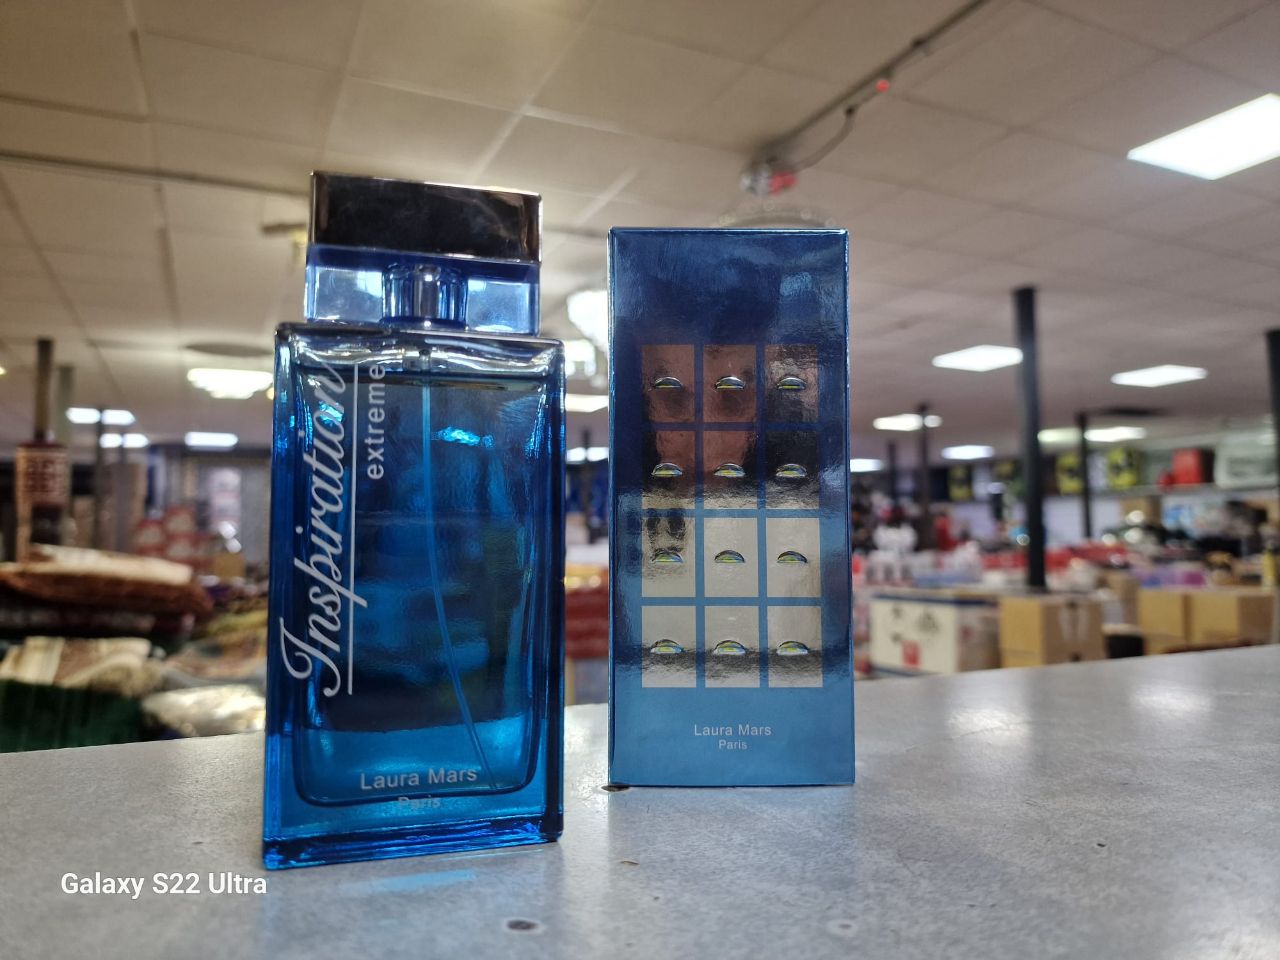 Inspiration
extreme
Laura Mars
Paris
Laura Mars
Paris
Galaxy S22 Ultra